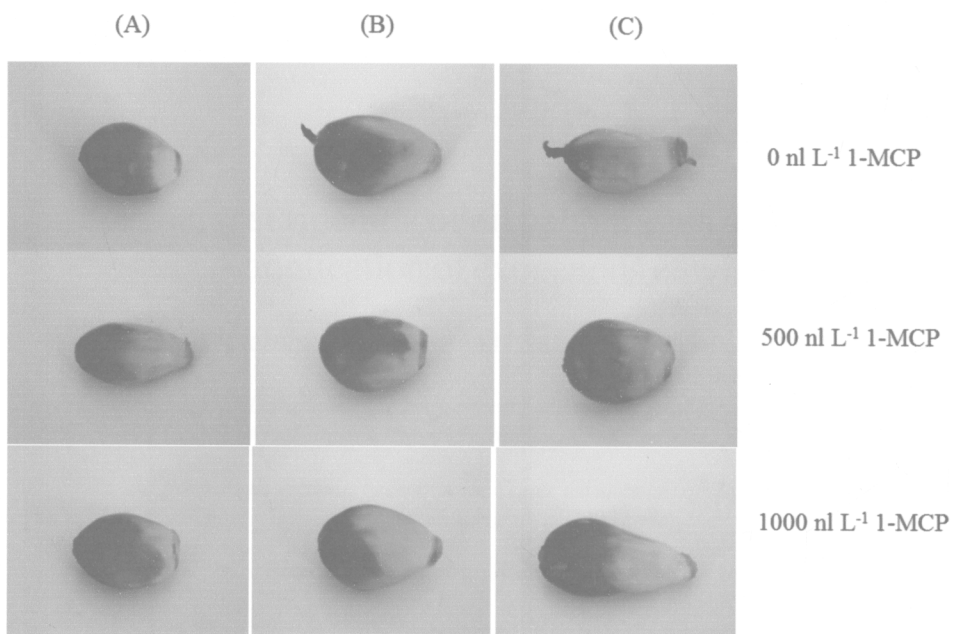 (A) (B) (C)
0 nl L⁻¹ 1-MCP
500 nl L⁻¹ 1-MCP
1000 nl L⁻¹ 1-MCP